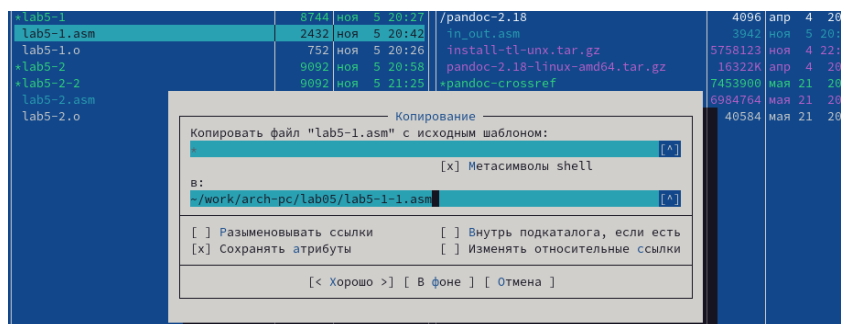 *lab5-1 8744 ноя 5 20:27 /pandoc-2.18 4096 апр 4 20
lab5-1.asm 2432 ноя 5 20:42 in_out.asm 3942 ноя 5 20:
lab5-1.o 752 ноя 5 20:26 install-tl-unx.tar.gz 5758123 ноя 4 22:
*lab5-2 9092 ноя 5 20:58 pandoc-2.18-linux-amd64.tar.gz 16322K апр 4 20
*lab5-2-2 9092 ноя 5 21:25 *pandoc-crossref 7453900 мая 21 20
lab5-2.asm 6984764 мая 21 20
lab5-2.o 40584 мая 21 20
Копирование
Копировать файл "lab5-1.asm" с исходным шаблоном:
* [^]
[x] Метасимволы shell
в:
~/work/arch-pc/lab05/lab5-1-1.asm [^]
[ ] Разыменовывать ссылки [ ] Внутрь подкаталога, если есть
[x] Сохранять атрибуты [ ] Изменять относительные ссылки
[< Хорошо >] [ В фоне ] [ Отмена ]